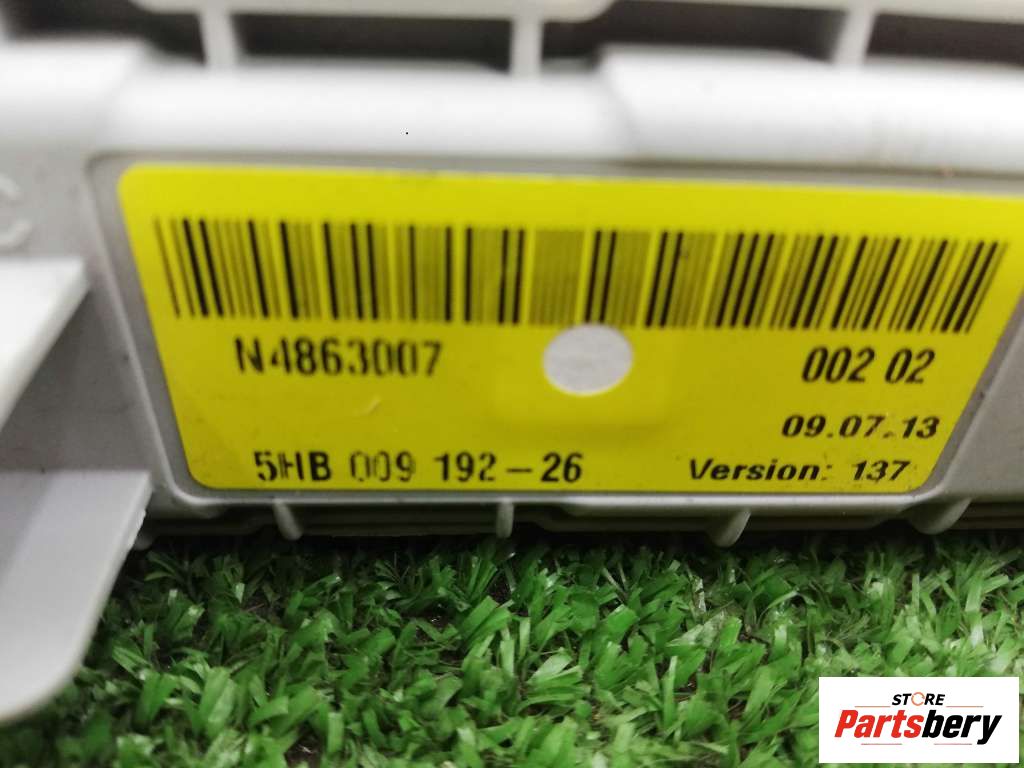 N4863007
002 02
09.07.13
5HB 009 192-26
Version: 137
STORE
Partsbery